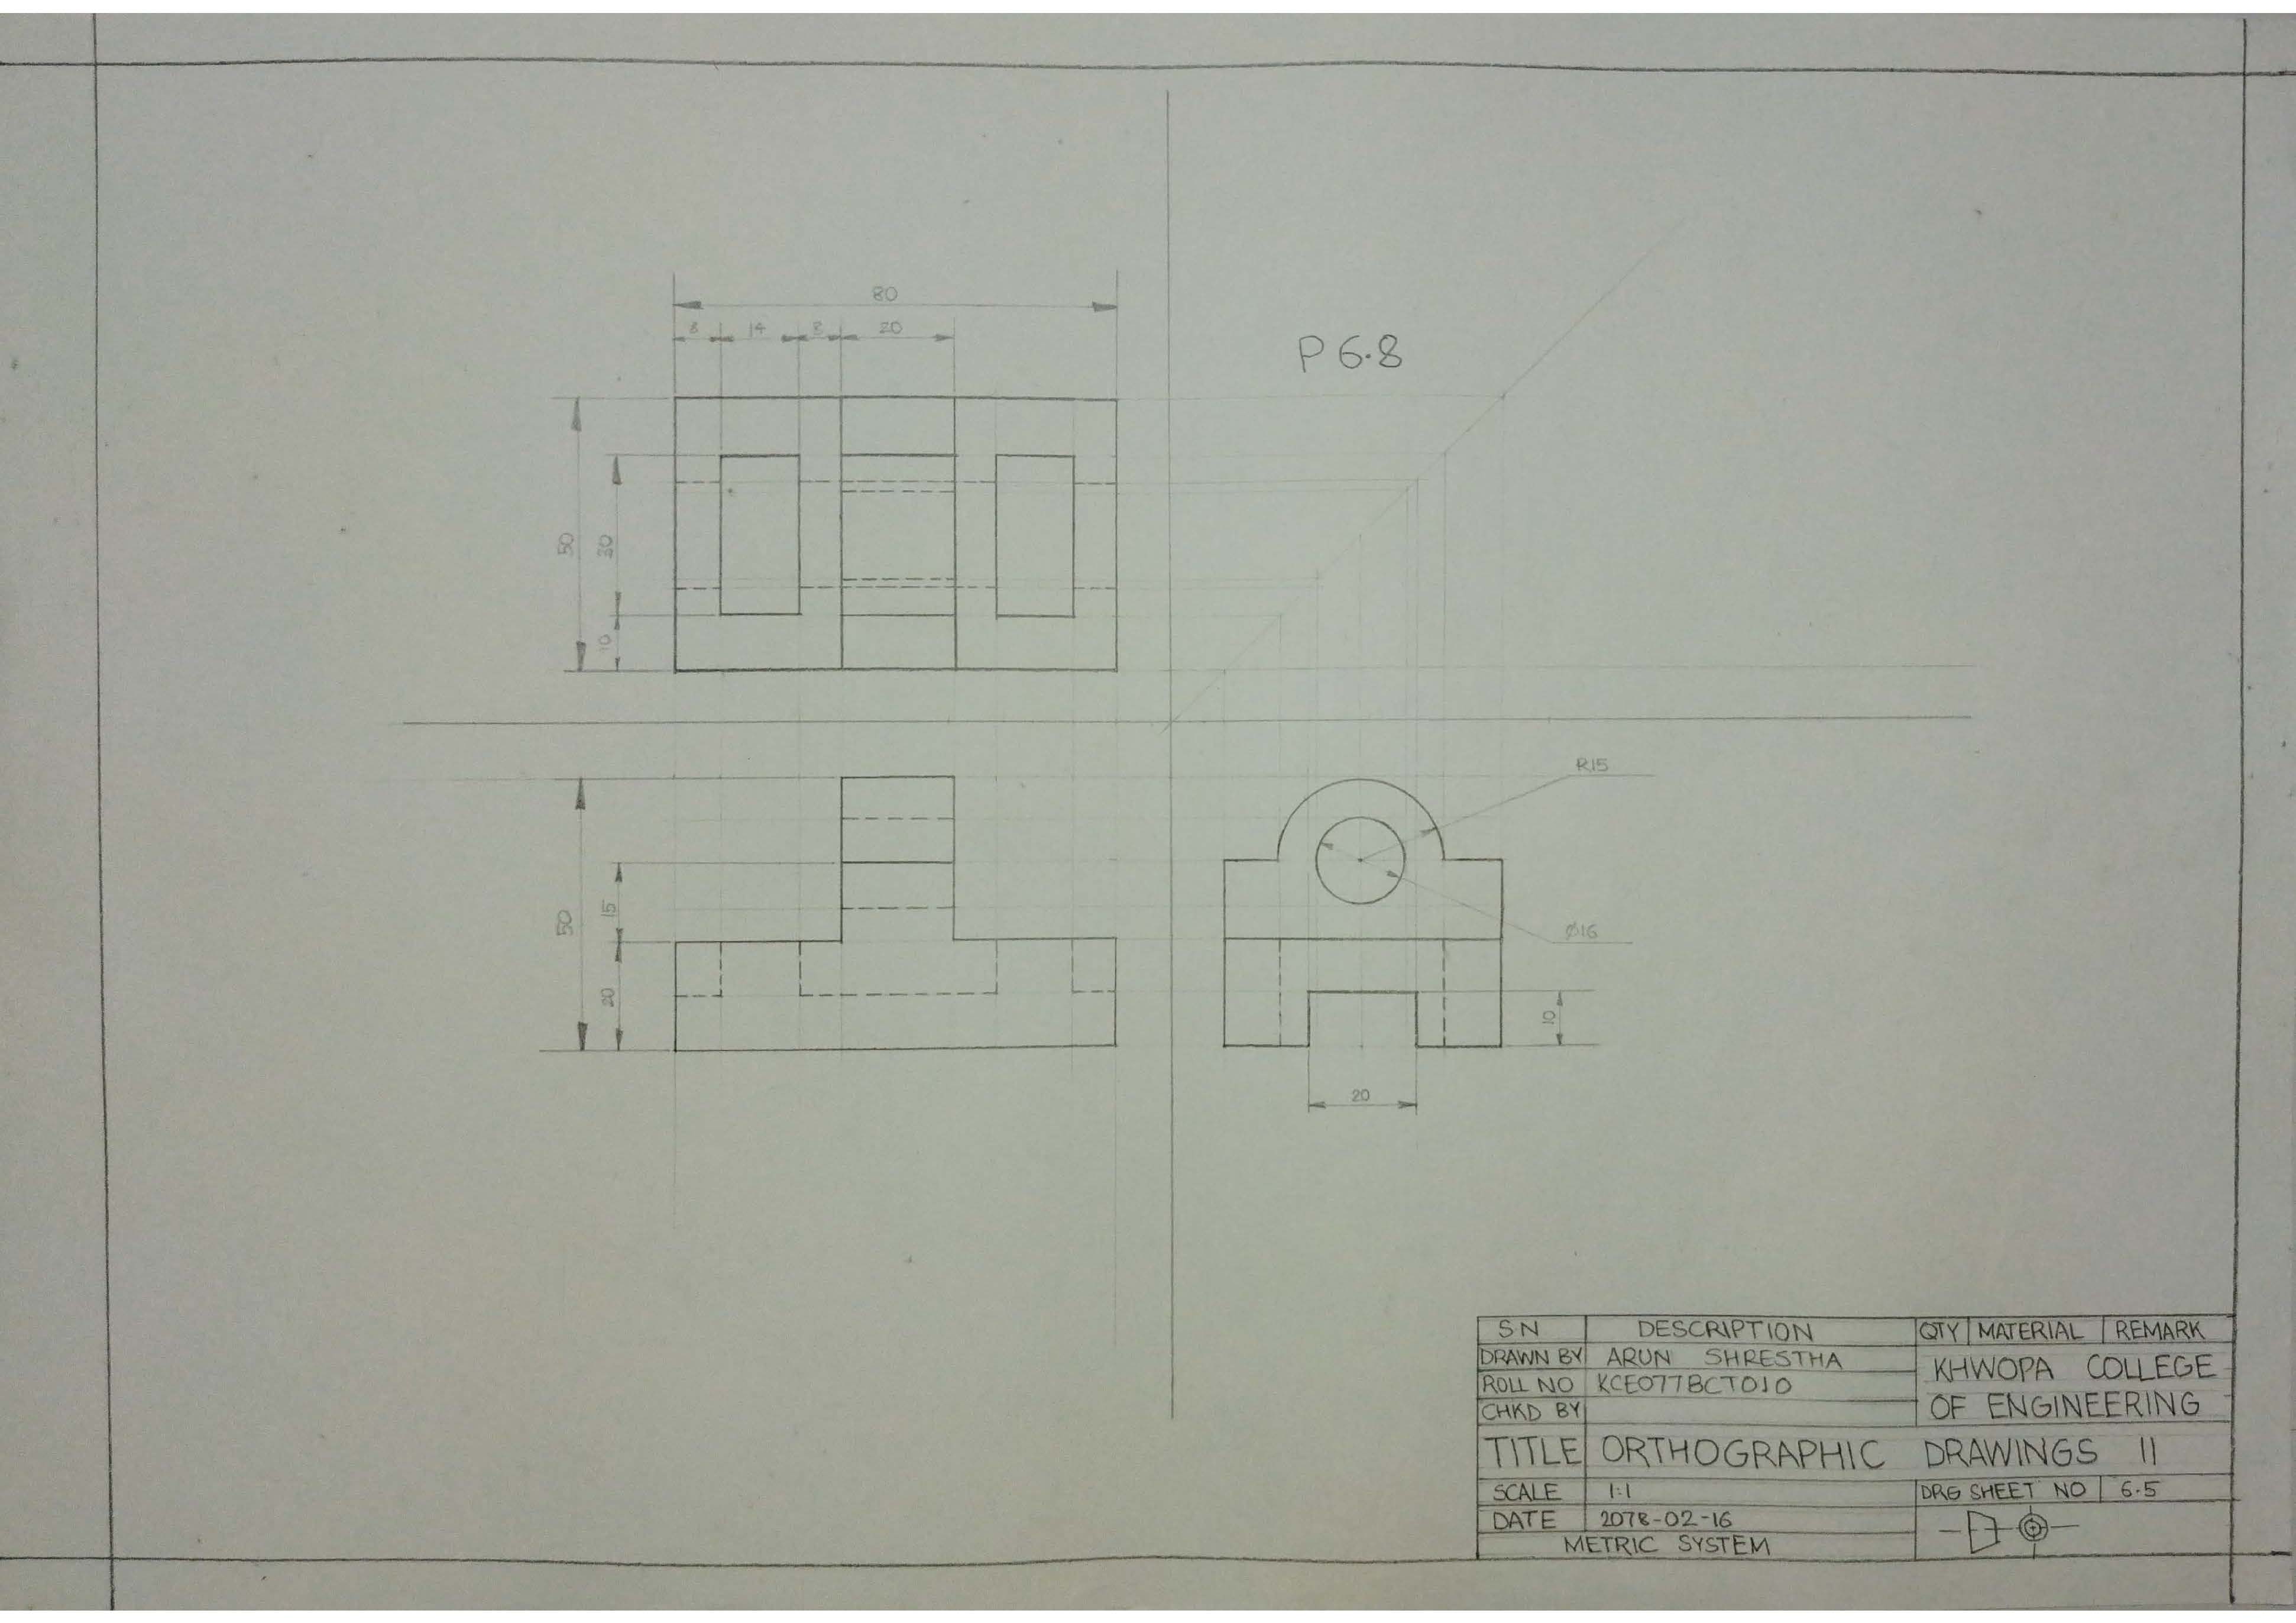 80
8 14 8 20
P 6.8
50
30
10
R15
50
15
20
Ø16
10
20
S.N DESCRIPTION QTY MATERIAL REMARK
DRAWN BY ARUN SHRESTHA
KHWOPA COLLEGE
ROLL NO KCE077BCT010
OF ENGINEERING
CHKD BY
TITLE ORTHOGRAPHIC DRAWINGS II
SCALE 1:1 DRG SHEET NO 6.5
DATE 2078-02-16
METRIC SYSTEM